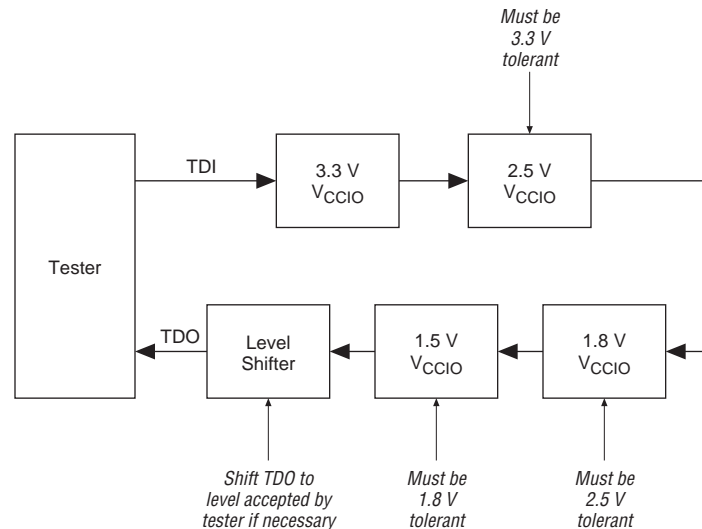 Must be
3.3 V
tolerant
TDI
3.3 V
VCCIO
2.5 V
VCCIO
Tester
TDO
Level
Shifter
1.5 V
VCCIO
1.8 V
VCCIO
Shift TDO to
level accepted by
tester if necessary
Must be
1.8 V
tolerant
Must be
2.5 V
tolerant